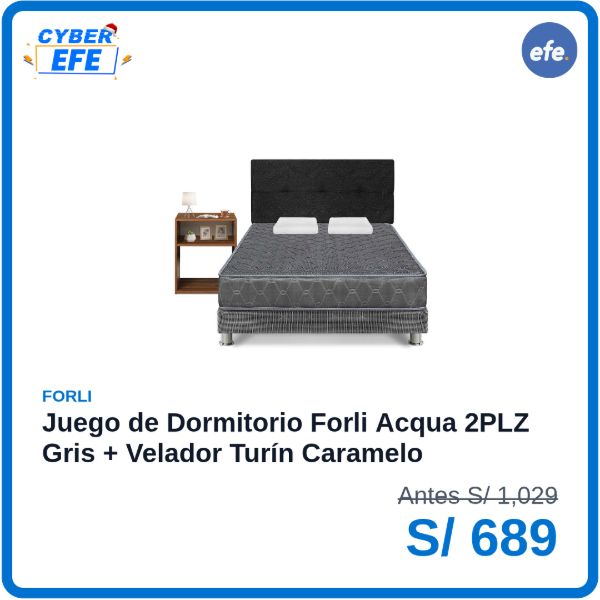 CYBER
EFE
efe.
FORLI
Juego de Dormitorio Forli Acqua 2PLZ
Gris + Velador Turín Caramelo
Antes S/ 1,029
S/ 689